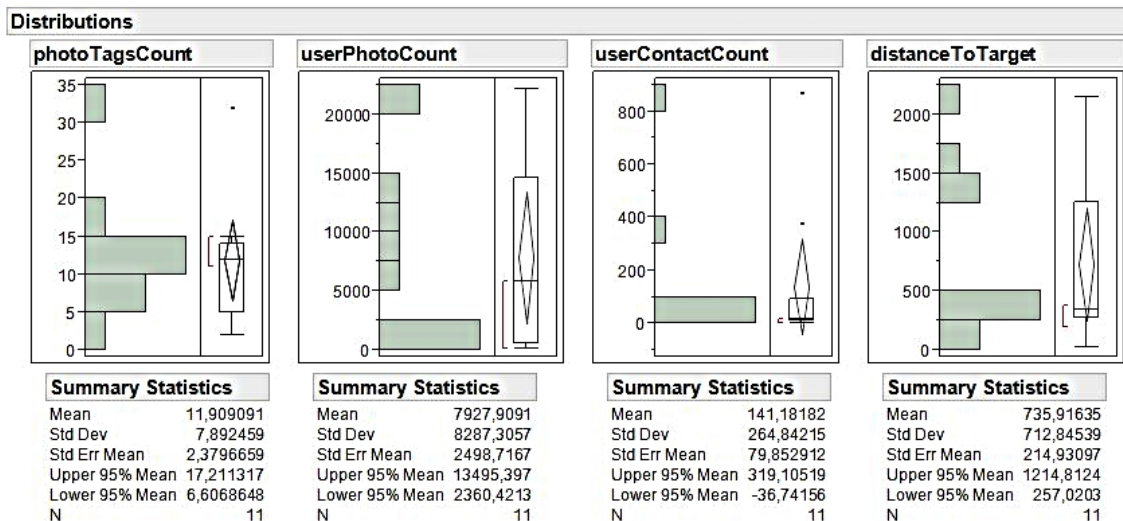 Distributions
photoTagsCount
35
30
25
20
15
10
5
0
Summary Statistics
Mean 11,909091
Std Dev 7,892459
Std Err Mean 2,3796659
Upper 95% Mean 17,211317
Lower 95% Mean 6,6068648
N 11
userPhotoCount
20000
15000
10000
5000
0
Summary Statistics
Mean 7927,9091
Std Dev 8287,3057
Std Err Mean 2498,7167
Upper 95% Mean 13495,397
Lower 95% Mean 2360,4213
N 11
userContactCount
800
600
400
200
0
Summary Statistics
Mean 141,18182
Std Dev 264,84215
Std Err Mean 79,852912
Upper 95% Mean 319,10519
Lower 95% Mean -36,74156
N 11
distanceToTarget
2000
1500
1000
500
0
Summary Statistics
Mean 735,91635
Std Dev 712,84539
Std Err Mean 214,93097
Upper 95% Mean 1214,8124
Lower 95% Mean 257,0203
N 11